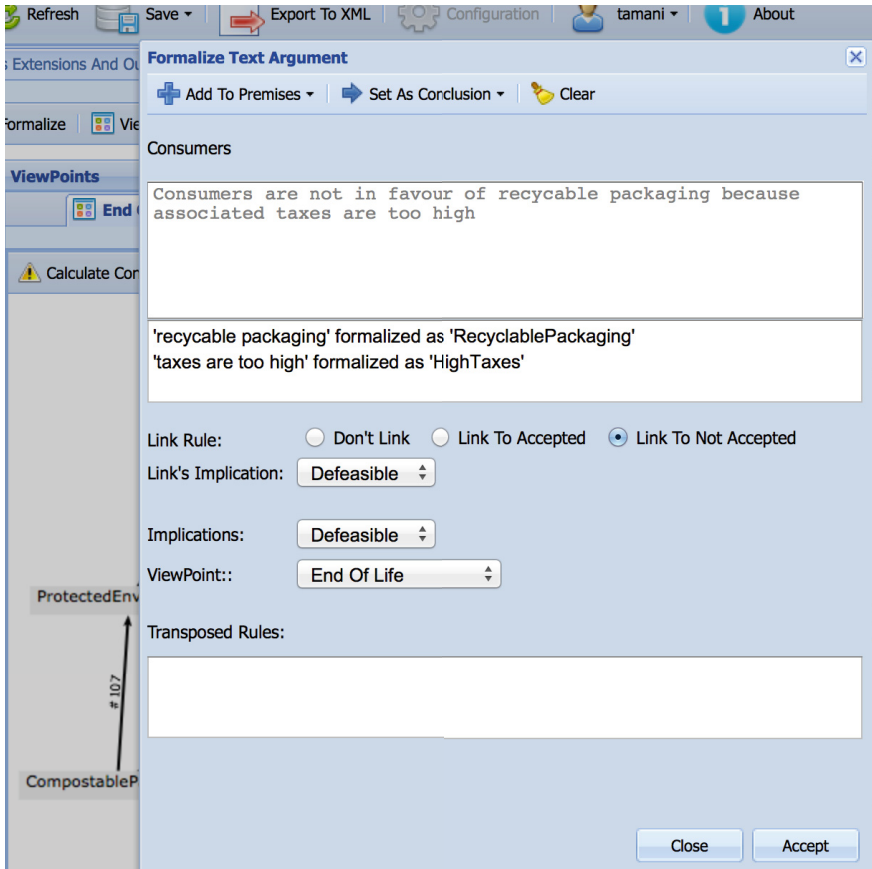 Refresh Save Export To XML Configuration tamani About
s Extensions And Ou
Formalize Text Argument
Add To Premises Set As Conclusion Clear
Formalize Vie
Consumers
ViewPoints
Consumers are not in favour of recycable packaging because
associated taxes are too high
End
Calculate Con
'recycable packaging' formalized as 'RecyclablePackaging'
'taxes are too high' formalized as 'HighTaxes'
Link Rule: Don't Link Link To Accepted Link To Not Accepted
Link's Implication: Defeasible
Implications: Defeasible
ViewPoint:: End Of Life
ProtectedEnv
Transposed Rules:
#107
CompostableP
Close Accept